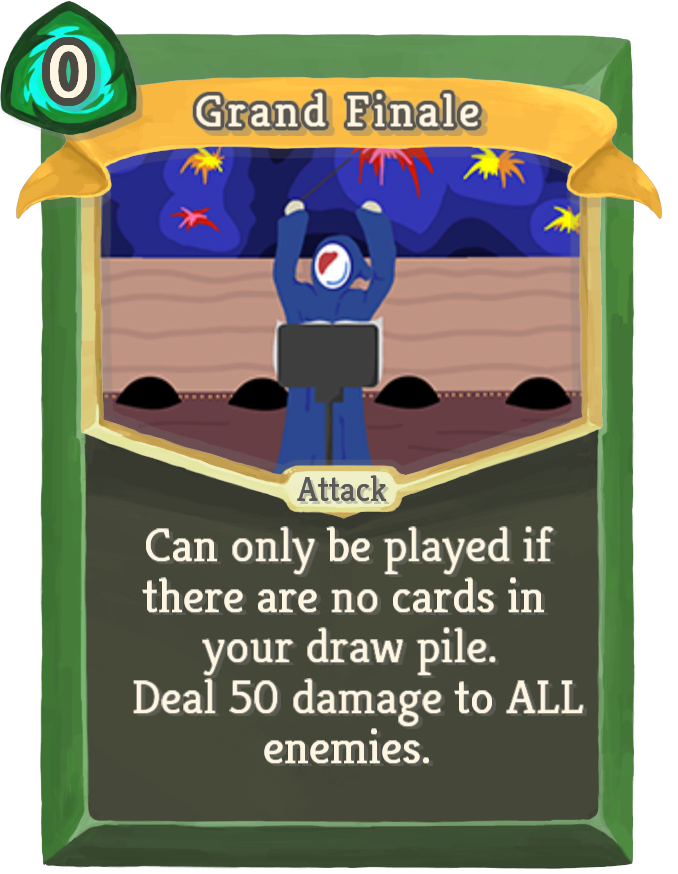 0
Grand Finale
Attack
Can only be played if
there are no cards in
your draw pile.
Deal 50 damage to ALL
enemies.